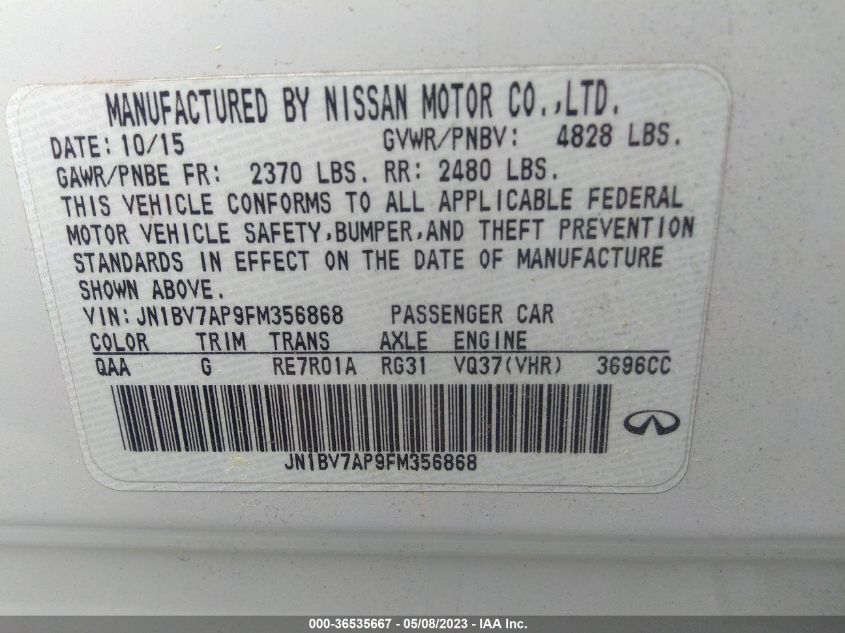 MANUFACTURED BY NISSAN MOTOR CO.,LTD.
DATE: 10/15 GVWR/PNBV: 4828 LBS.
GAWR/PNBE FR: 2370 LBS. RR: 2480 LBS.
THIS VEHICLE CONFORMS TO ALL APPLICABLE FEDERAL
MOTOR VEHICLE SAFETY,BUMPER,AND THEFT PREVENTION
STANDARDS IN EFFECT ON THE DATE OF MANUFACTURE
SHOWN ABOVE.
VIN: JN1BV7AP9FM356868 PASSENGER CAR
COLOR TRIM TRANS AXLE ENGINE
QAA G RE7R01A RG31 VQ37(VHR) 3696CC
JN1BV7AP9FM356868
000-36535667 - 05/08/2023 - IAA Inc.